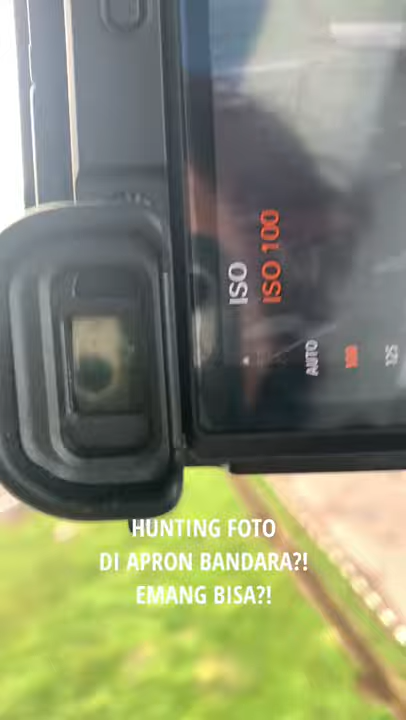 ISO
ISO 100
AUTO
100
125
HUNTING FOTO
DI APRON BANDARA?!
EMANG BISA?!